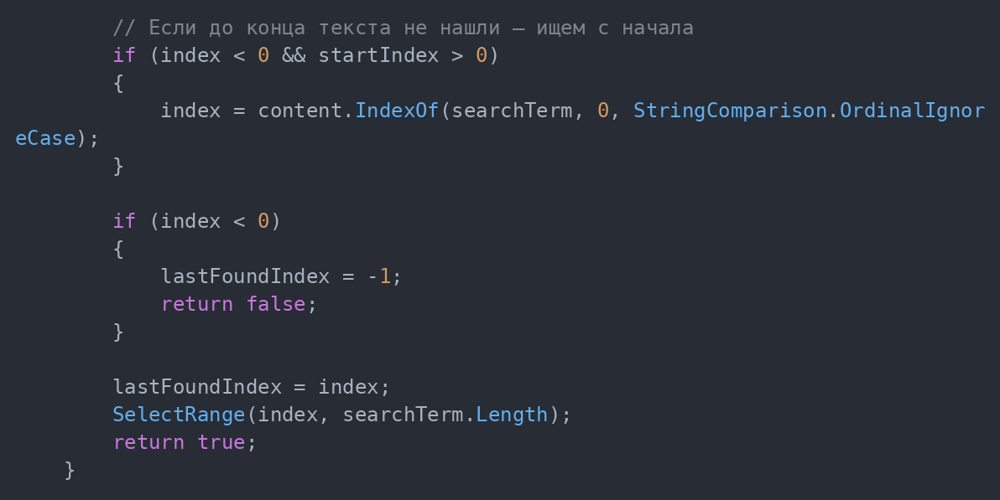 // Если до конца текста не нашли — ищем с начала
        if (index < 0 && startIndex > 0)
        {
            index = content.IndexOf(searchTerm, 0, StringComparison.OrdinalIgnor
eCase);
        }

        if (index < 0)
        {
            lastFoundIndex = -1;
            return false;
        }

        lastFoundIndex = index;
        SelectRange(index, searchTerm.Length);
        return true;
    }